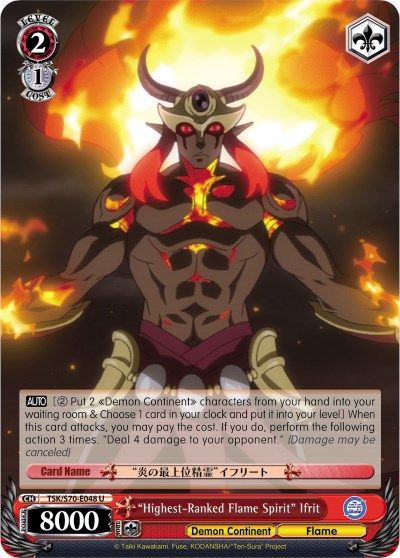 LEVEL
2
1
COST
AUTO [② Put 2 «Demon Continent» characters from your hand into your
waiting room & Choose 1 card in your clock and put it into your level] When
this card attacks, you may pay the cost. If you do, perform the following
action 3 times. "Deal 4 damage to your opponent." (Damage may be
canceled)
Card Name
“炎の最上位精霊”イフリート
CH TSK/S70-E048 U
“Highest-Ranked Flame Spirit” Ifrit
POWER
8000
SOUL
Demon Continent
Flame
© Taiki Kawakami, Fuse, KODANSHA/“Ten-Sura” Project